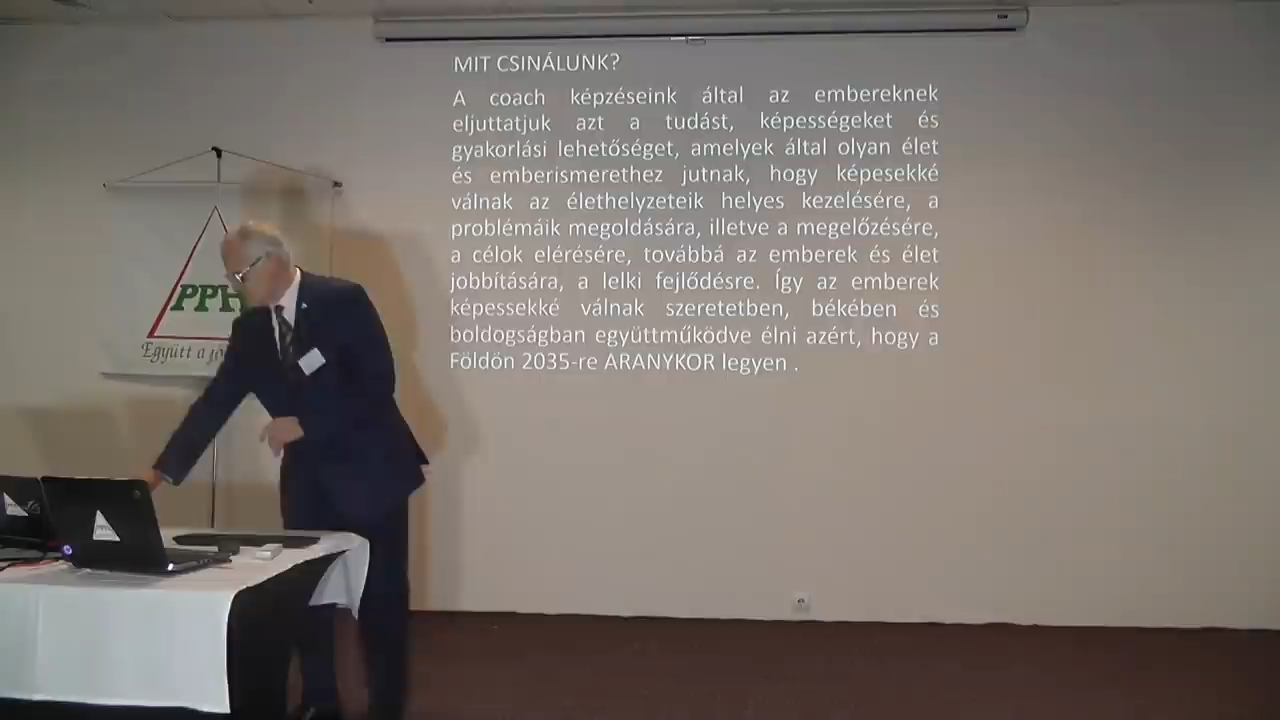 MIT CSINÁLUNK?
A coach képzéseink által az embereknek
eljuttatjuk azt a tudást, képességeket és
gyakorlási lehetőséget, amelyek által olyan élet
és emberismerethez jutnak, hogy képesekké
válnak az élethelyzeteik helyes kezelésére, a
problémáik megoldására, illetve a megelőzésére,
a célok elérésére, továbbá az emberek és élet
jobbítására, a lelki fejlődésre. Így az emberek
képessekké válnak szeretetben, békében és
boldogságban együttműködve élni azért, hogy a
Földön 2035-re ARANYKOR legyen .
PPH
Együtt a